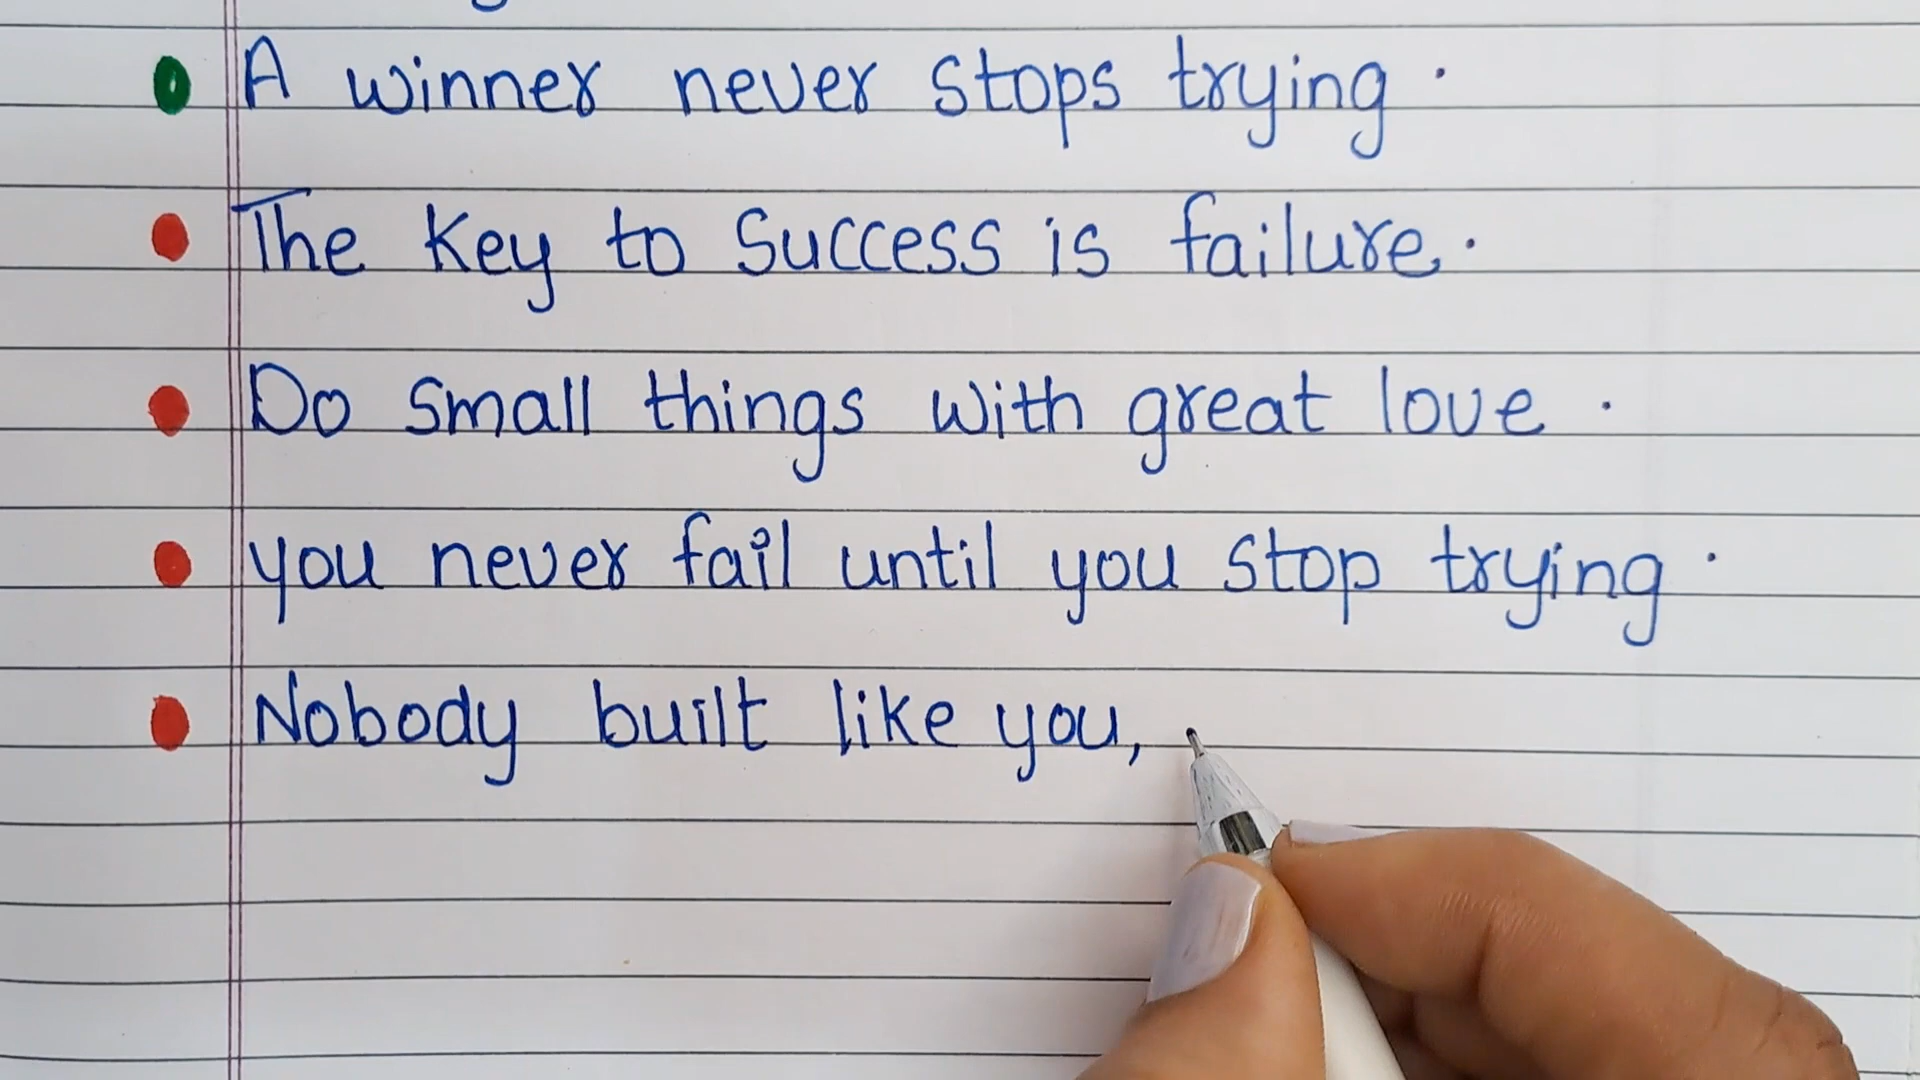 A winner never stops trying.
The Key to Success is failure.
Do small things with great love.
you never fail until you stop trying.
Nobody built like you,